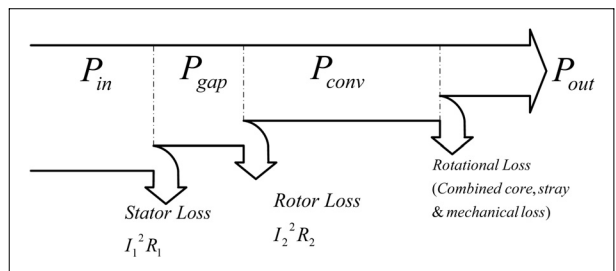 P_in P_gap P_conv P_out
Stator Loss
I_1^2 R_1
Rotor Loss
I_2^2 R_2
Rotational Loss
(Combined core, stray
& mechanical loss)